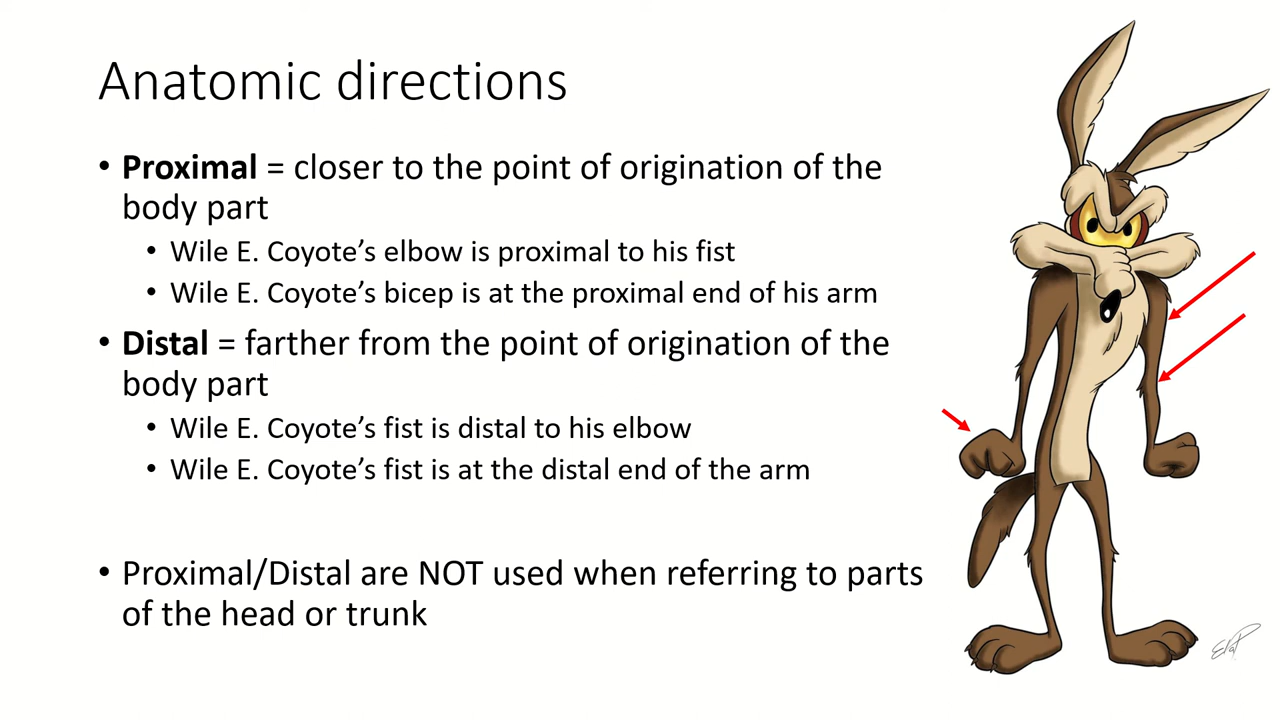 Anatomic directions
• Proximal = closer to the point of origination of the
body part
• Wile E. Coyote’s elbow is proximal to his fist
• Wile E. Coyote’s bicep is at the proximal end of his arm
• Distal = farther from the point of origination of the
body part
• Wile E. Coyote’s fist is distal to his elbow
• Wile E. Coyote’s fist is at the distal end of the arm
• Proximal/Distal are NOT used when referring to parts
of the head or trunk